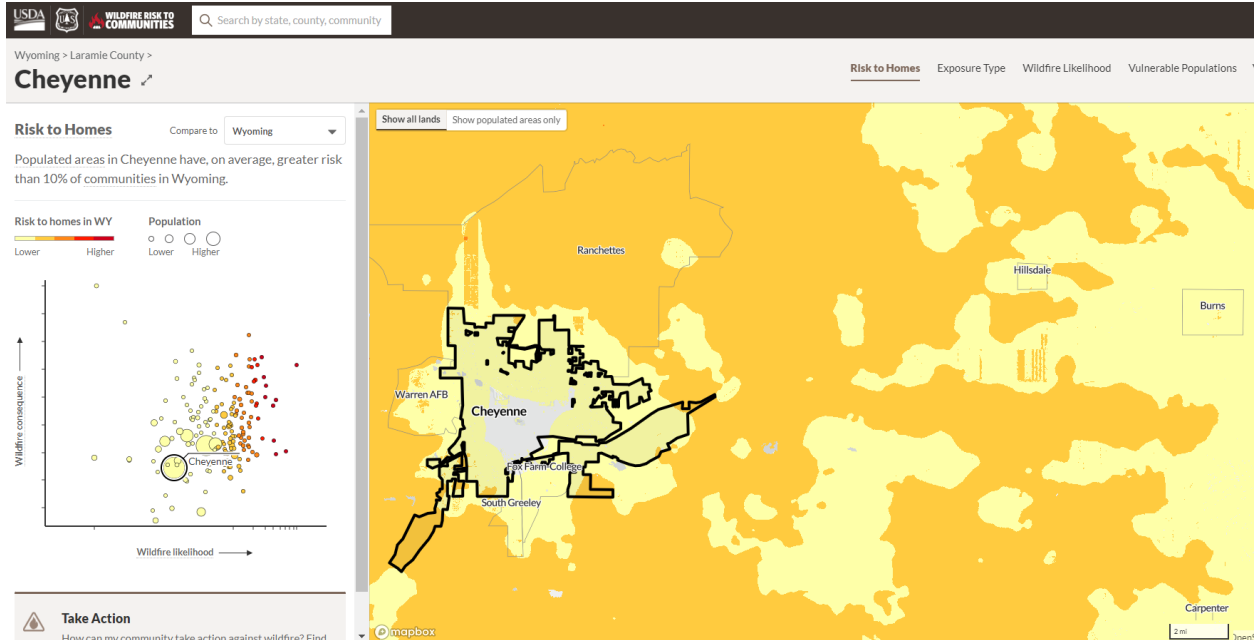 USDA
UAS
WILDFIRE RISK TO
COMMUNITIES
Search by state, county, community
Wyoming > Laramie County >
Cheyenne
Risk to Homes
Exposure Type
Wildfire Likelihood
Vulnerable Populations
Risk to Homes
Compare to
Wyoming
Populated areas in Cheyenne have, on average, greater risk
than 10% of communities in Wyoming.
Risk to homes in WY
Population
Lower
Higher
Lower
Higher
Wildfire consequence
Cheyenne
Wildfire likelihood
Take Action
How can my community take action against wildfire? Find
Show all lands
Show populated areas only
Ranchettes
Hillsdale
Burns
Warren AFB
Cheyenne
Fox Farm-College
South Greeley
Carpenter
mapbox
2 mi